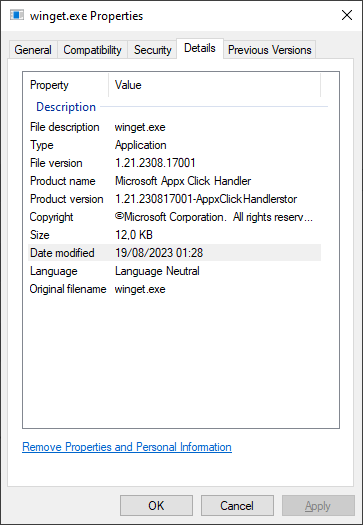 winget.exe Properties
General Compatibility Security Details Previous Versions
Property Value
Description
File description winget.exe
Type Application
File version 1.21.2308.17001
Product name Microsoft Appx Click Handler
Product version 1.21.230817001-AppxClickHandlerstor
Copyright ©Microsoft Corporation. All rights reserv...
Size 12,0 KB
Date modified 19/08/2023 01:28
Language Language Neutral
Original filename winget.exe
Remove Properties and Personal Information
OK Cancel Apply